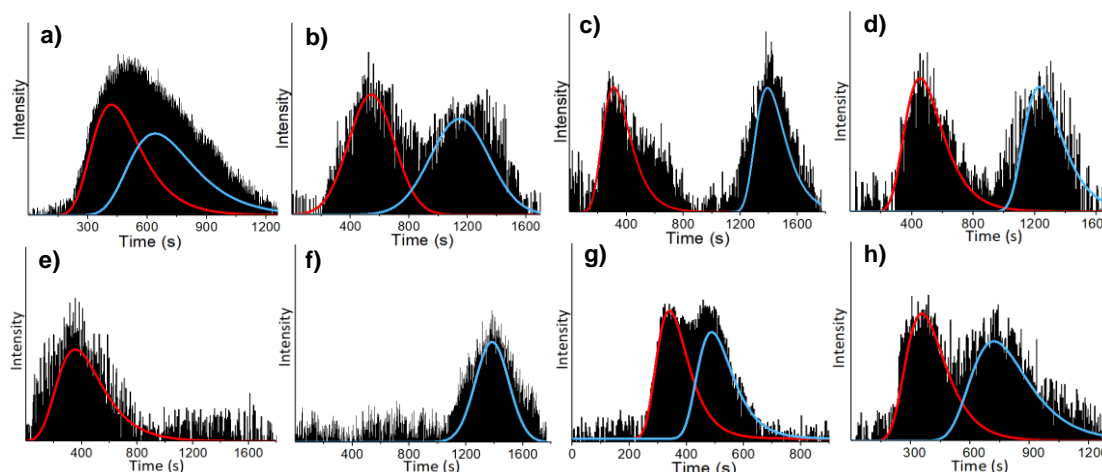 a)
Intensity
300 600 900 1200
Time (s)
b)
Intensity
400 800 1200 1600
Time (s)
c)
Intensity
400 800 1200 1600
Time (s)
d)
Intensity
400 800 1200 160
Time (s)
e)
Intensity
400 800 1200 1600
Time (s)
f)
Intensity
400 800 1200 1600
Time (s)
g)
Intensity
0 200 400 600 800
Time (s)
h)
Intensity
300 600 900 1200
Time (s)